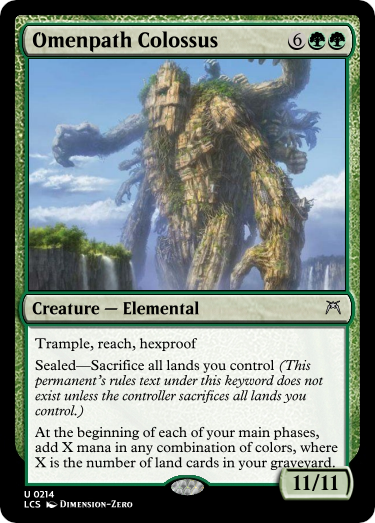 Omenpath Colossus 6
Creature — Elemental
Trample, reach, hexproof
Sealed—Sacrifice all lands you control (This
permanent's rules text under this keyword does not
exist unless the controller sacrifices all lands you
control.)
At the beginning of each of your main phases,
add X mana in any combination of colors, where
X is the number of land cards in your graveyard.
11/11
U 0214
LCS Dimension-Zero